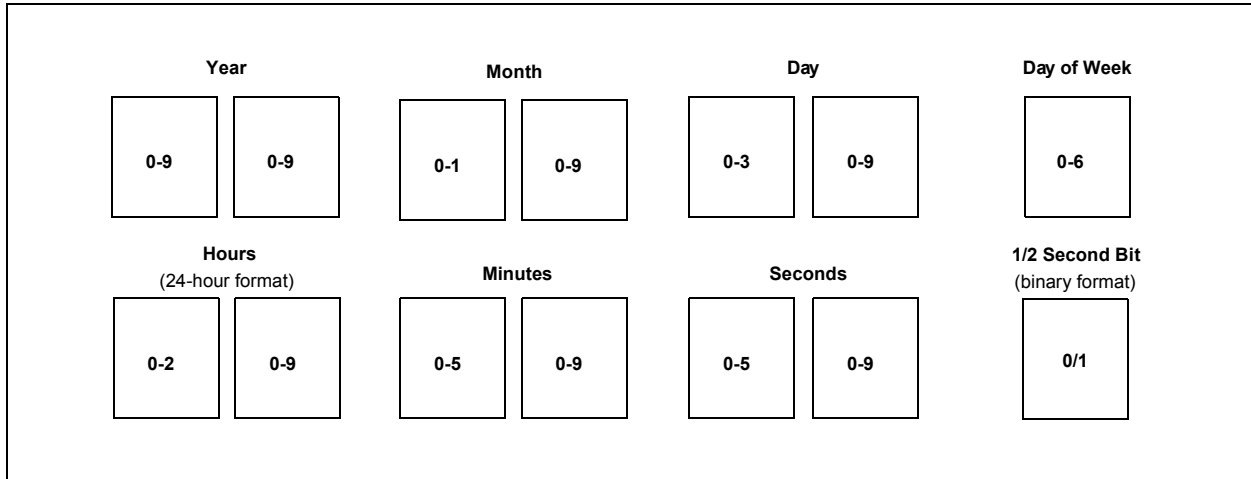 Year Month Day Day of Week
0-9 0-9 0-1 0-9 0-3 0-9 0-6
Hours
(24-hour format)
Minutes Seconds
1/2 Second Bit
(binary format)
0-2 0-9 0-5 0-9 0-5 0-9 0/1